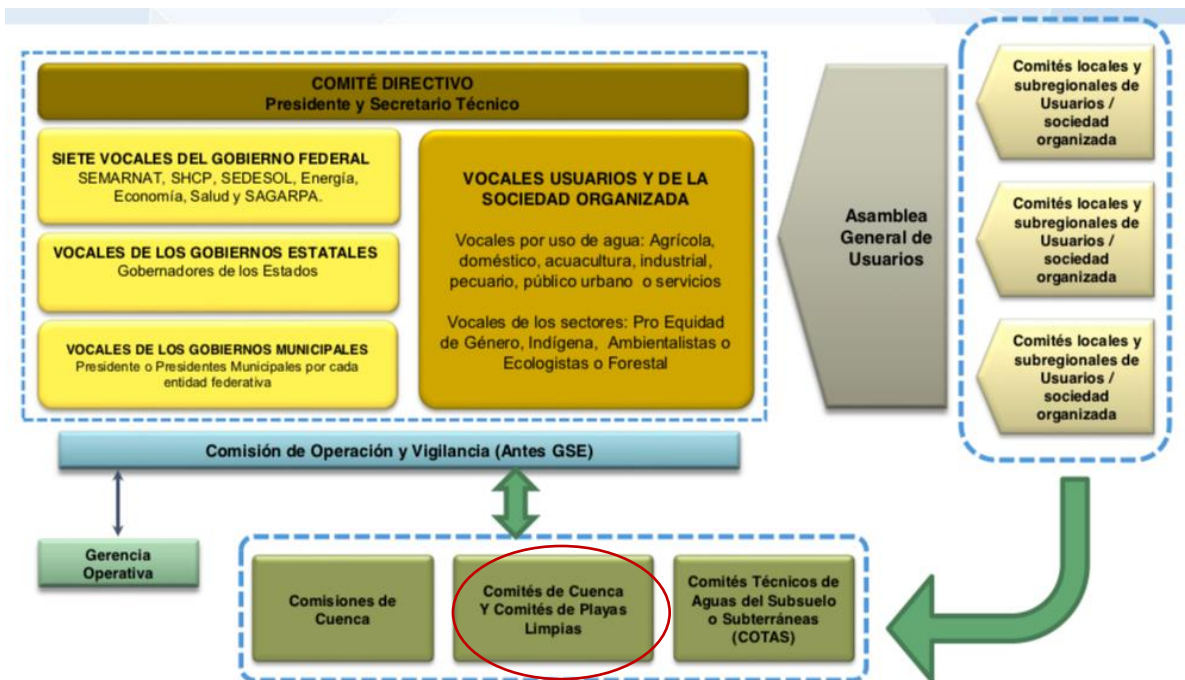 COMITÉ DIRECTIVO
Presidente y Secretario Técnico
SIETE VOCALES DEL GOBIERNO FEDERAL
SEMARNAT, SHCP, SEDESOL, Energía,
Economía, Salud y SAGARPA.
VOCALES DE LOS GOBIERNOS ESTATALES
Gobernadores de los Estados
VOCALES DE LOS GOBIERNOS MUNICIPALES
Presidente o Presidentes Municipales por cada
entidad federativa
VOCALES USUARIOS Y DE LA
SOCIEDAD ORGANIZADA
Vocales por uso de agua: Agrícola,
doméstico, acuacultura, industrial,
pecuario, público urbano o servicios
Vocales de los sectores: Pro Equidad
de Género, Indígena, Ambientalistas o
Ecologistas o Forestal
Asamblea
General de
Usuarios
Comités locales y
subregionales de
Usuarios /
sociedad
organizada
Comités locales y
subregionales de
Usuarios /
sociedad
organizada
Comités locales y
subregionales de
Usuarios /
sociedad
organizada
Comisión de Operación y Vigilancia (Antes GSE)
Gerencia
Operativa
Comisiones de
Cuenca
Comités de Cuenca
Y Comités de Playas
Limpias
Comités Técnicos de
Aguas del Subsuelo
o Subterráneas
(COTAS)